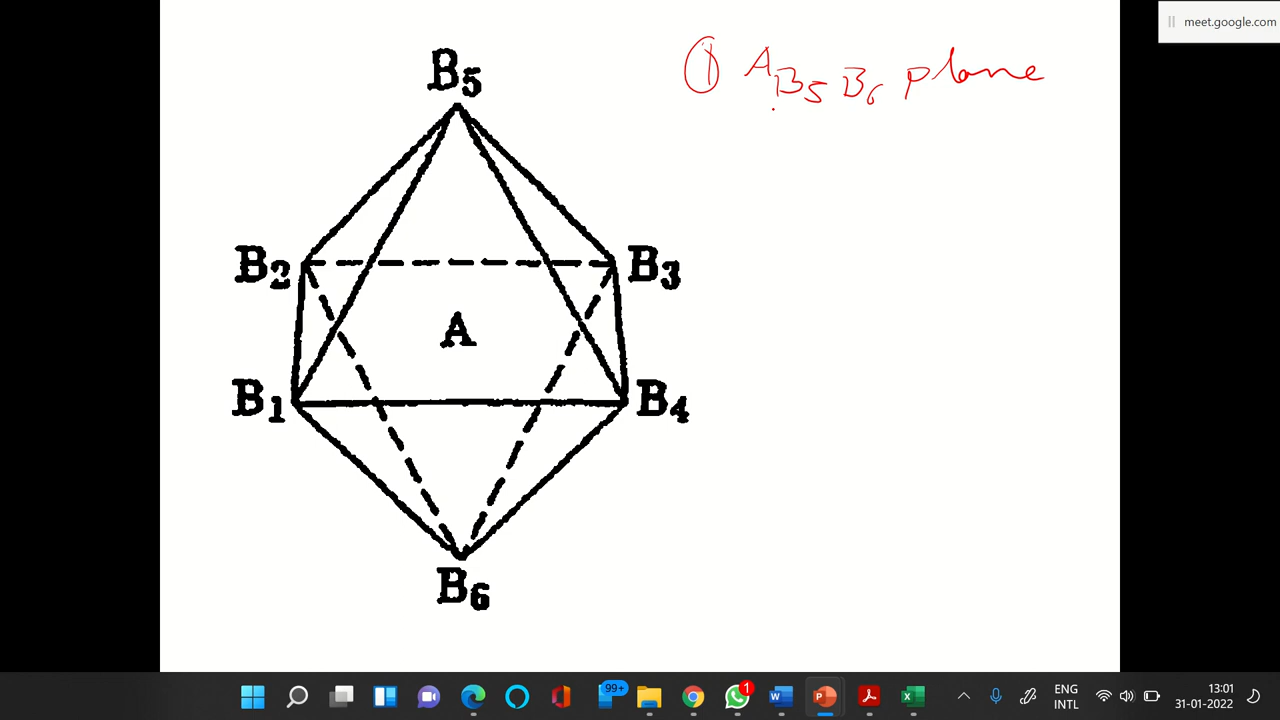 meet.google.com
① AB₅B₆ plane
B₅
B₂
B₃
A
B₁
B₄
B₆
99+
1
ENG
INTL
13:01
31-01-2022